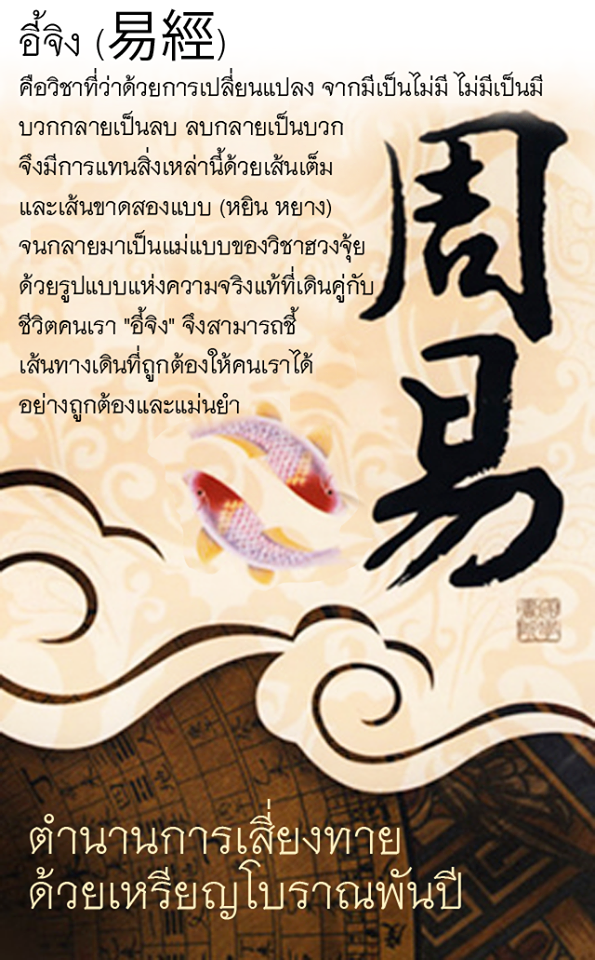 อี้จิง (易經)
คือวิชาที่ว่าด้วยการเปลี่ยนแปลง จากมีเป็นไม่มี ไม่มีเป็นมี
บวกกลายเป็นลบ ลบกลายเป็นบวก
จึงมีการแทนสิ่งเหล่านี้ด้วยเส้นเต็ม
และเส้นขาดสองแบบ (หยิน หยาง)
จนกลายมาเป็นแม่แบบของวิชาฮวงจุ้ย
ด้วยรูปแบบแห่งความจริงแท้ที่เดินคู่กับ
ชีวิตคนเรา "อี้จิง" จึงสามารถชี้
เส้นทางเดินที่ถูกต้องให้คนเราได้
อย่างถูกต้องและแม่นยำ
周易
ตำนานการเสี่ยงทาย
ด้วยเหรียญโบราณพันปี